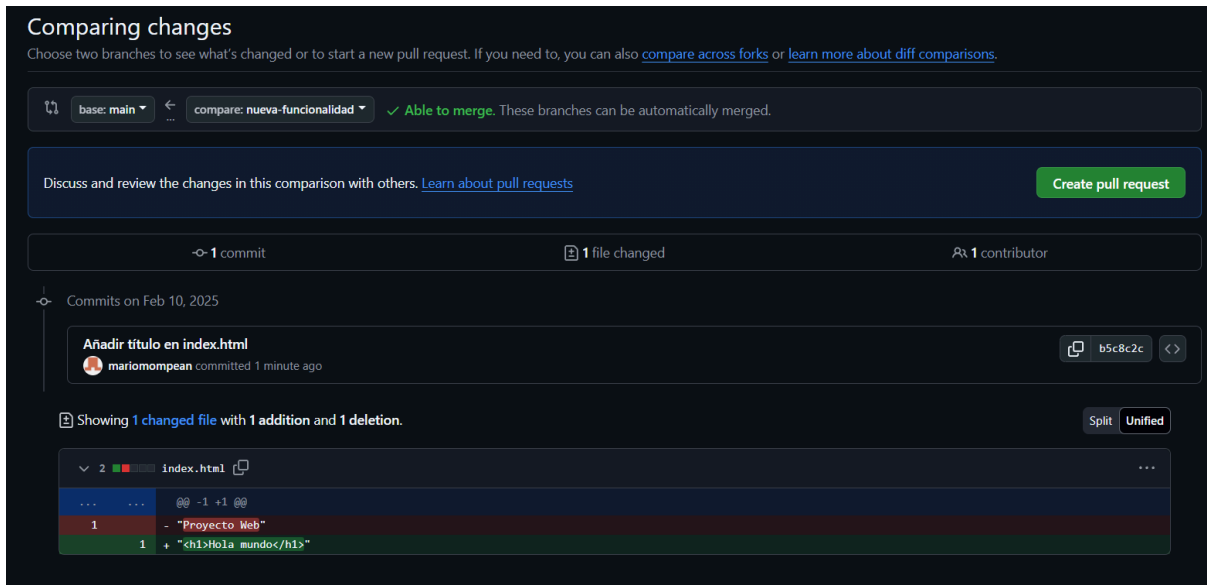 Comparing changes
Choose two branches to see what's changed or to start a new pull request. If you need to, you can also compare across forks or learn more about diff comparisons.
base: main ← ... compare: nueva-funcionalidad ✓ Able to merge. These branches can be automatically merged.
Discuss and review the changes in this comparison with others. Learn about pull requests Create pull request
1 commit 1 file changed 1 contributor
Commits on Feb 10, 2025
Añadir título en index.html
mariomompean committed 1 minute ago b5c8c2c <>
Showing 1 changed file with 1 addition and 1 deletion. Split Unified
2 index.html ...
... ... @@ -1 +1 @@
1 - "Proyecto Web"
1 + "<h1>Hola mundo</h1>"